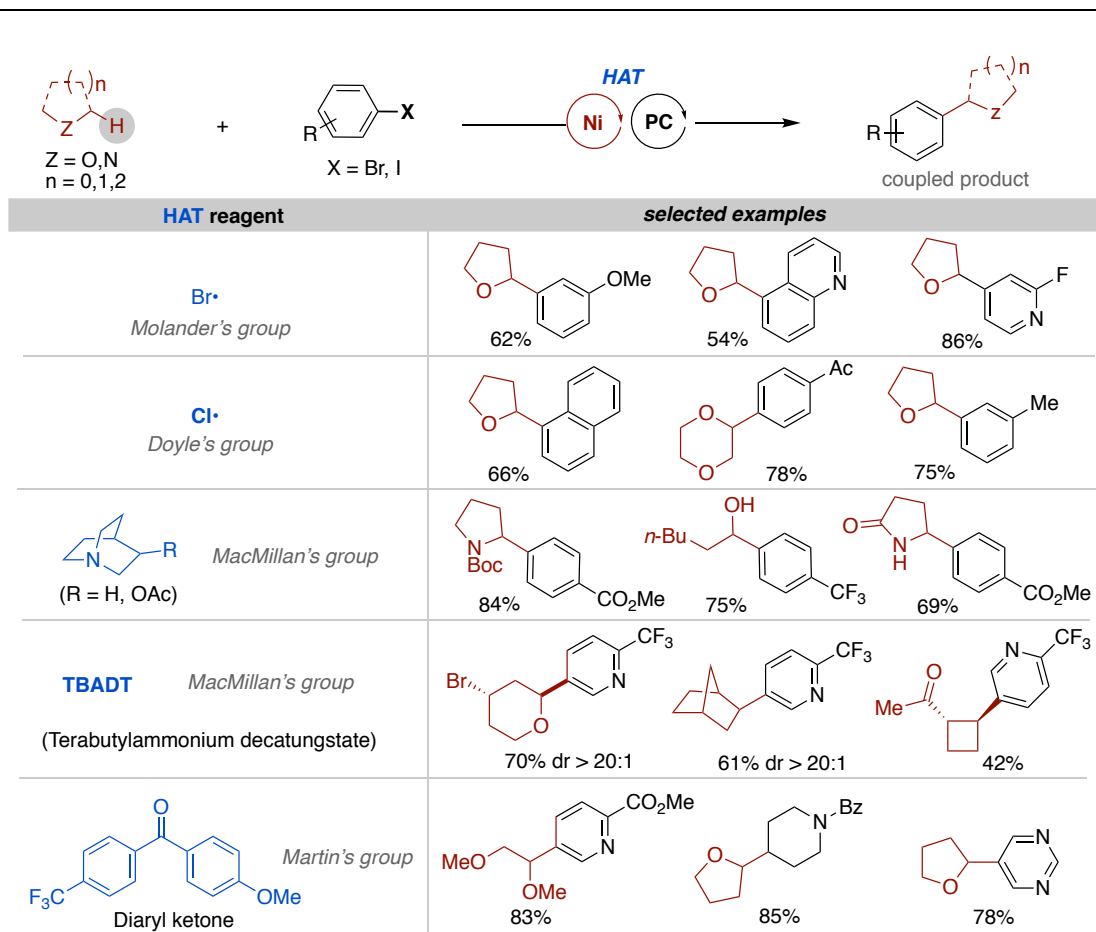 HAT
( )n
Z
H
+
R
X
Ni
PC
R
( )n
z
Z = O,N
n = 0,1,2
X = Br, I
coupled product
HAT reagent
selected examples
Br•
Molander's group
O
OMe
62%
O
N
54%
O
F
N
86%
Cl•
Doyle's group
O
66%
O
O
Ac
78%
O
Me
75%
N
R
(R = H, OAc)
MacMillan's group
N
Boc
CO₂Me
84%
OH
n-Bu
CF₃
75%
O
N
H
CO₂Me
69%
TBADT
MacMillan's group
(Terabutylammonium decatungstate)
Br
O
N
CF₃
70% dr > 20:1
CF₃
N
61% dr > 20:1
O
Me
N
CF₃
42%
O
F₃C
OMe
Diaryl ketone
Martin's group
MeO
OMe
N
CO₂Me
83%
O
N
Bz
85%
O
N
N
78%